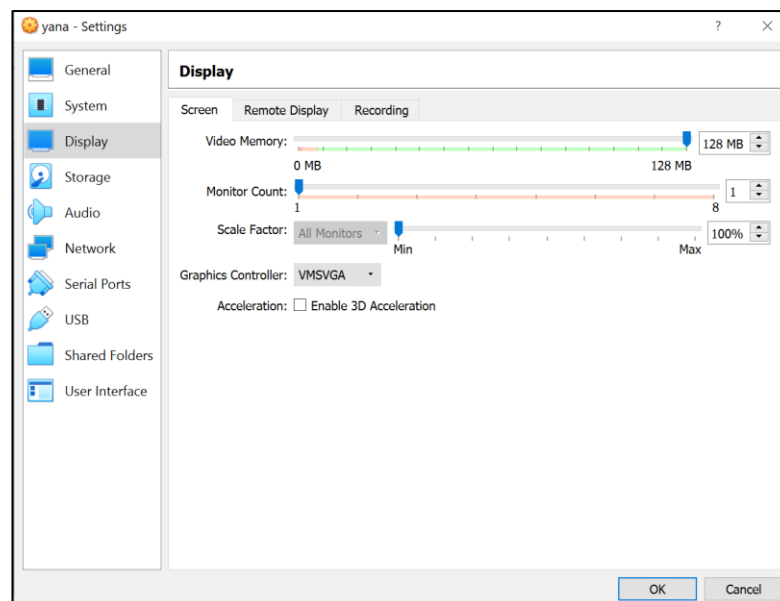 yana - Settings
?
General
System
Display
Storage
Audio
Network
Serial Ports
USB
Shared Folders
User Interface
Display
Screen Remote Display Recording
Video Memory: 128 MB
0 MB 128 MB
Monitor Count: 1
1 8
Scale Factor: All Monitors 100%
Min Max
Graphics Controller: VMSVGA
Acceleration: Enable 3D Acceleration
OK Cancel